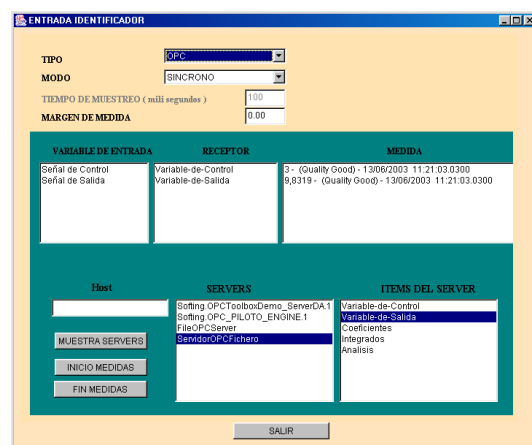 ENTRADA IDENTIFICADOR
TIPO OPC
MODO SINCRONO
TIEMPO DE MUESTREO ( mili segundos ) 100
MARGEN DE MEDIDA 0.00
VARIABLE DE ENTRADA RECEPTOR MEDIDA
Señal de Control Variable-de-Control 3 - (Quality Good) - 13/06/2003 11:21:03.0300
Señal de Salida Variable-de-Salida 9,8319 - (Quality Good) - 13/06/2003 11:21:03.0300
Host SERVERS ITEMS DEL SERVER
Softing.OPCToolboxDemo_ServerDA.1 Variable-de-Control
Softing.OPC_PILOTO_ENGINE.1 Variable-de-Salida
FileOPCServer Coeficientes
ServidorOPCFichero Integrados
Analisis
MUESTRA SERVERS
INICIO MEDIDAS
FIN MEDIDAS
SALIR